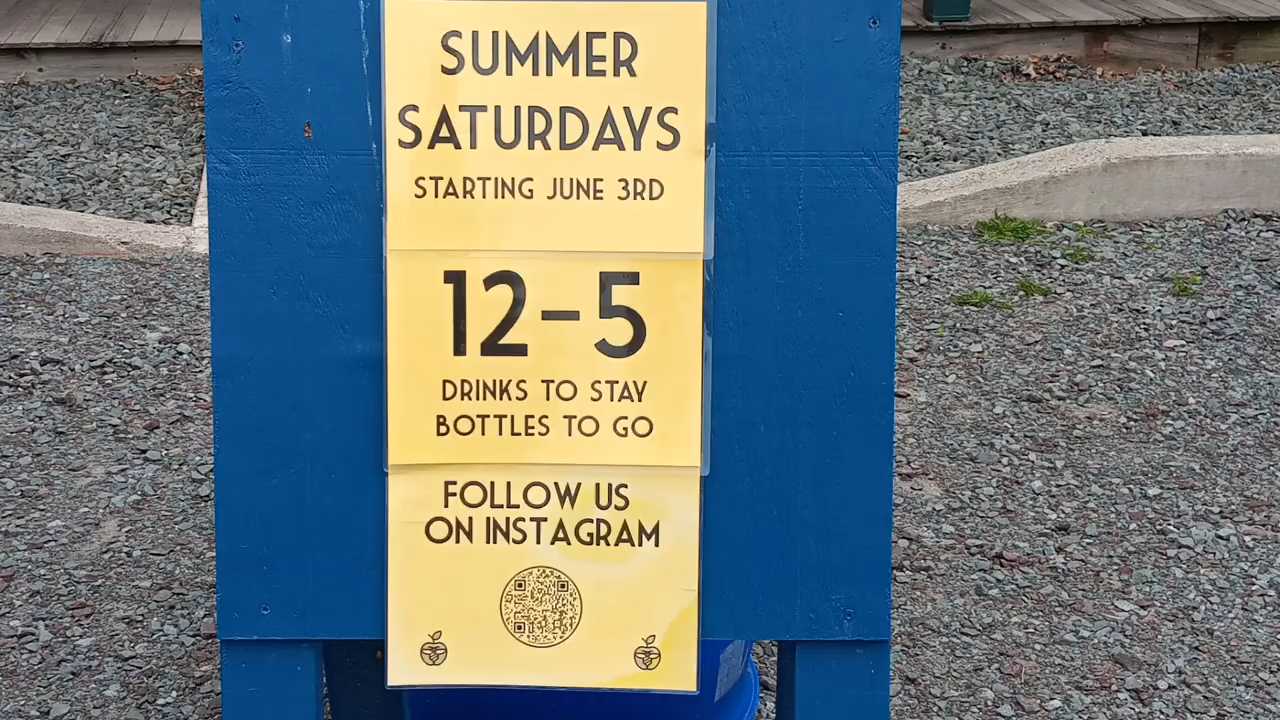 SUMMER
SATURDAYS
STARTING JUNE 3RD
12-5
DRINKS TO STAY
BOTTLES TO GO
FOLLOW US
ON INSTAGRAM